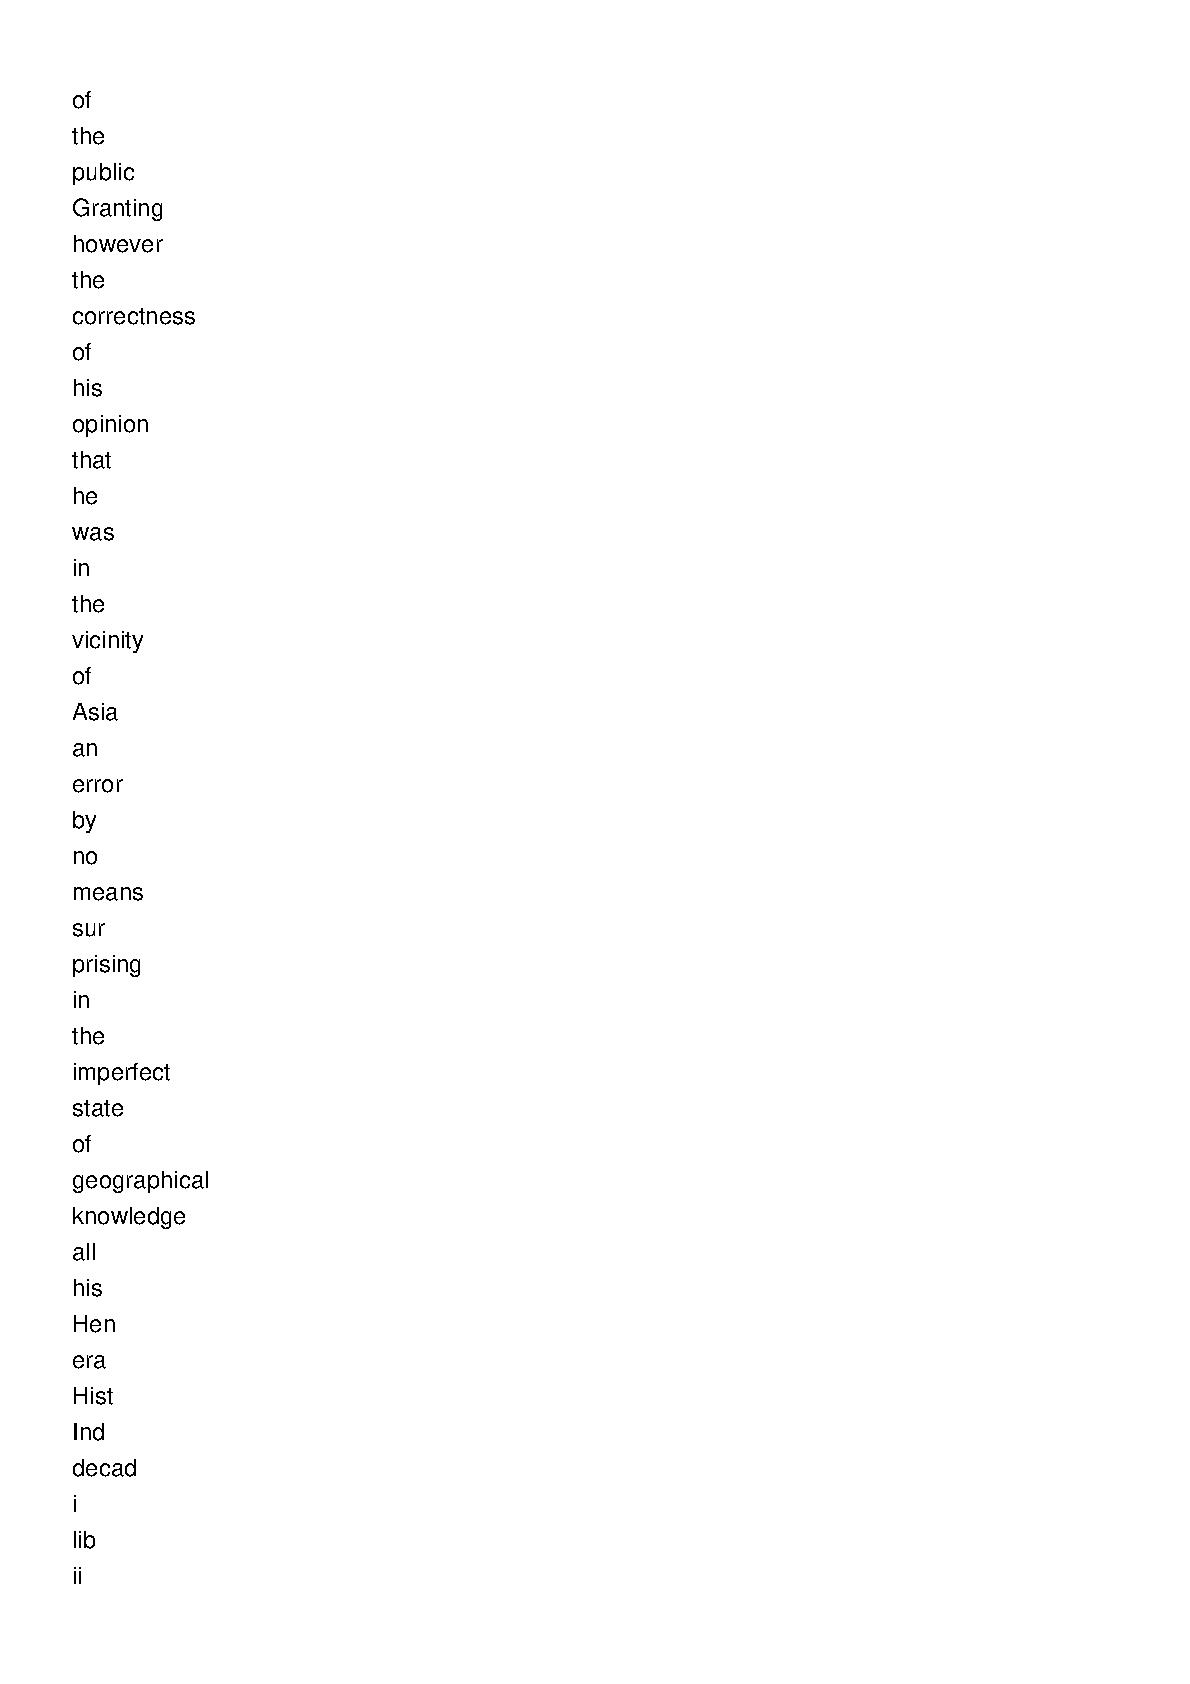 of
the
public
Granting
however
the
correctness
of
his
opinion
that
he
was
in
the
vicinity
of
Asia
an
error
by
no
means
sur
prising
in
the
imperfect
state
of
geographical
knowledge
all
his
Hen
era
Hist
Ind
decad
i
lib
ii